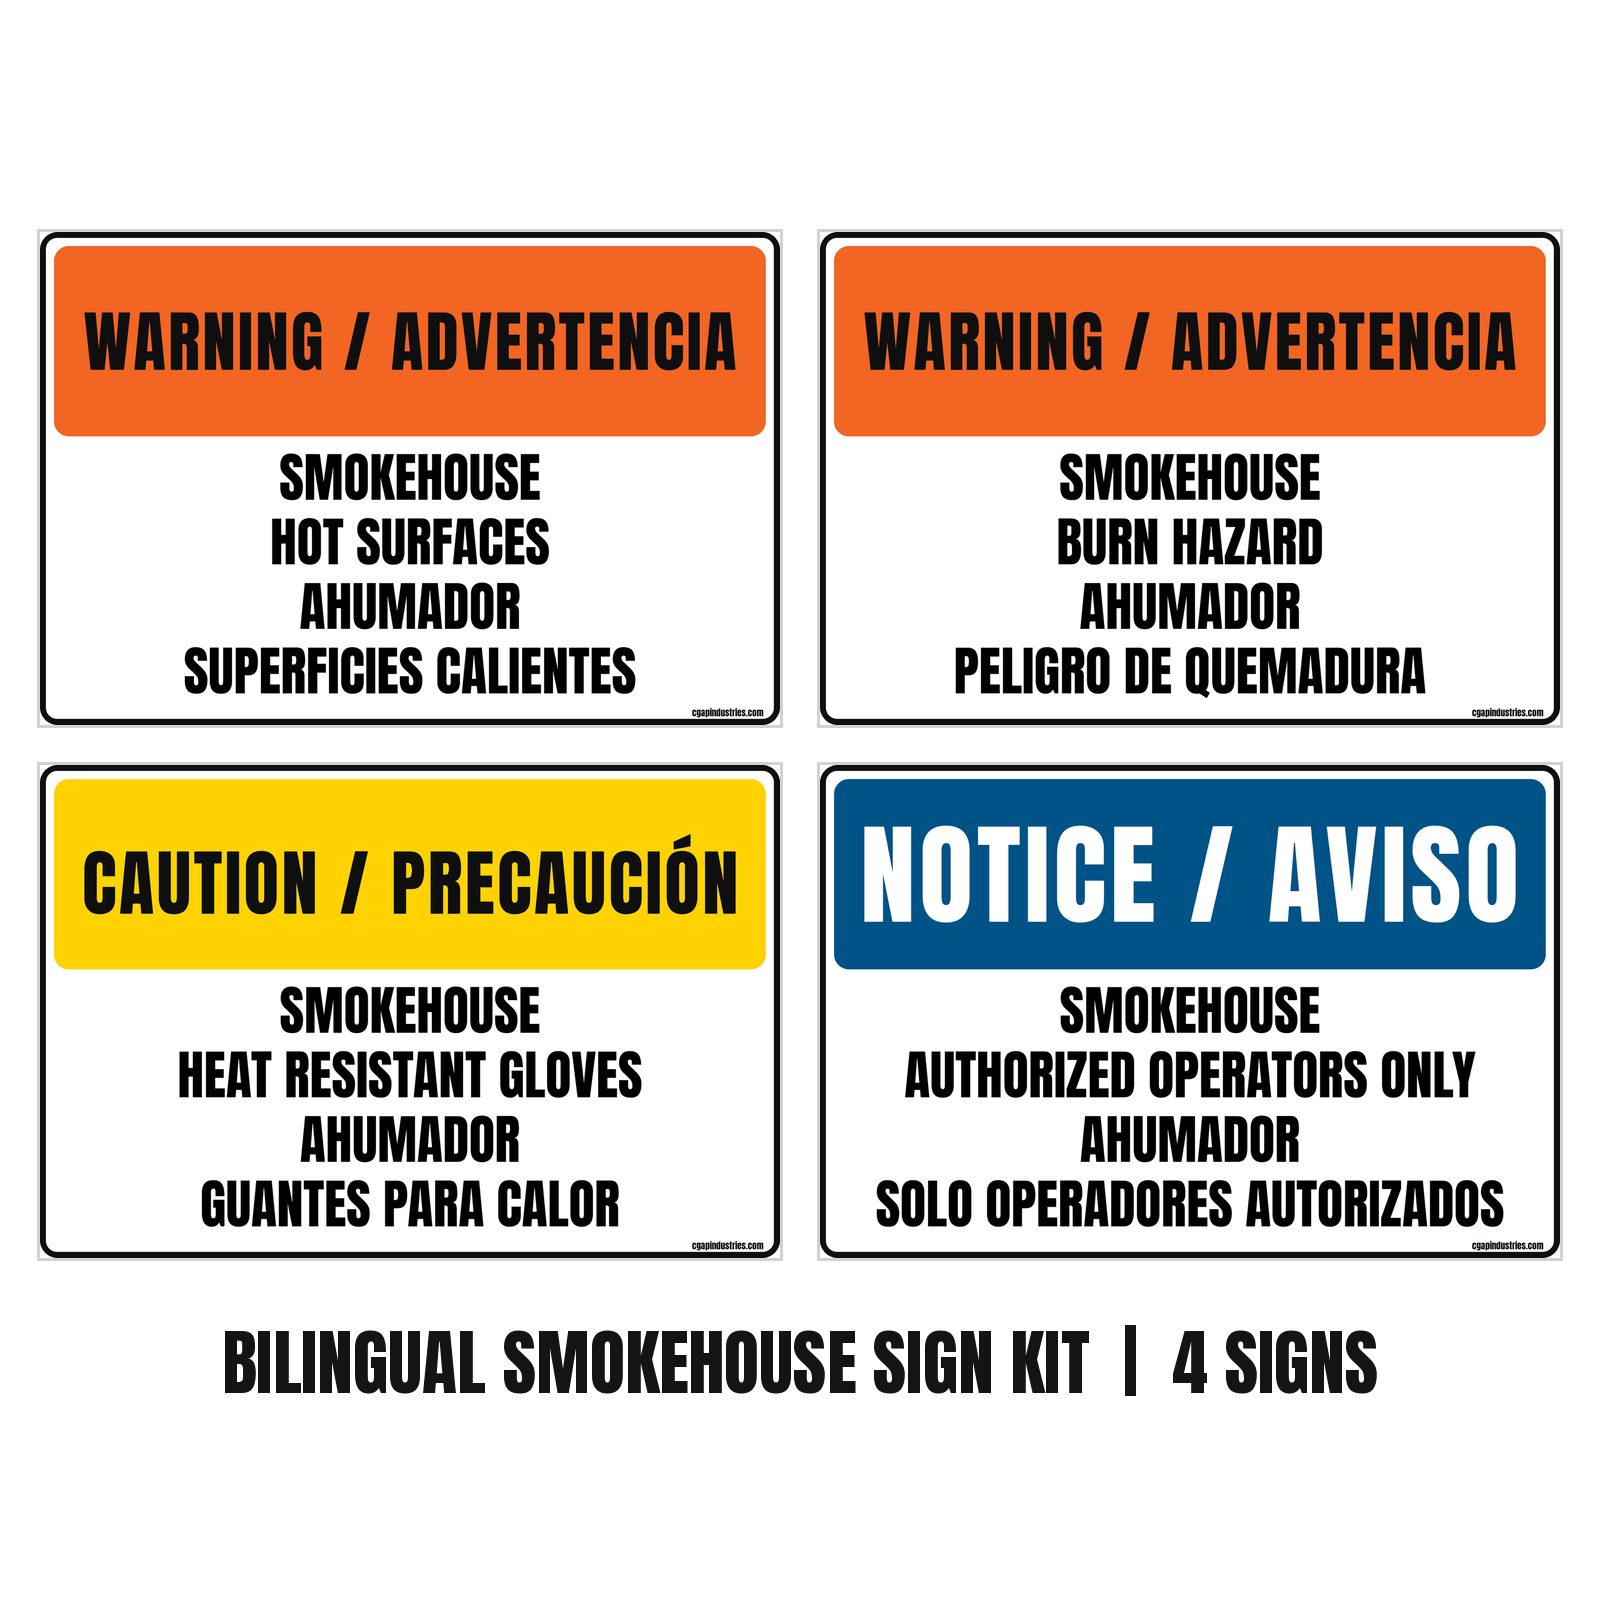 WARNING / ADVERTENCIA
SMOKEHOUSE
HOT SURFACES
AHUMADOR
SUPERFICIES CALIENTES
cgapindustries.com
WARNING / ADVERTENCIA
SMOKEHOUSE
BURN HAZARD
AHUMADOR
PELIGRO DE QUEMADURA
cgapindustries.com
CAUTION / PRECAUCIÓN
SMOKEHOUSE
HEAT RESISTANT GLOVES
AHUMADOR
GUANTES PARA CALOR
cgapindustries.com
NOTICE / AVISO
SMOKEHOUSE
AUTHORIZED OPERATORS ONLY
AHUMADOR
SOLO OPERADORES AUTORIZADOS
cgapindustries.com
BILINGUAL SMOKEHOUSE SIGN KIT | 4 SIGNS